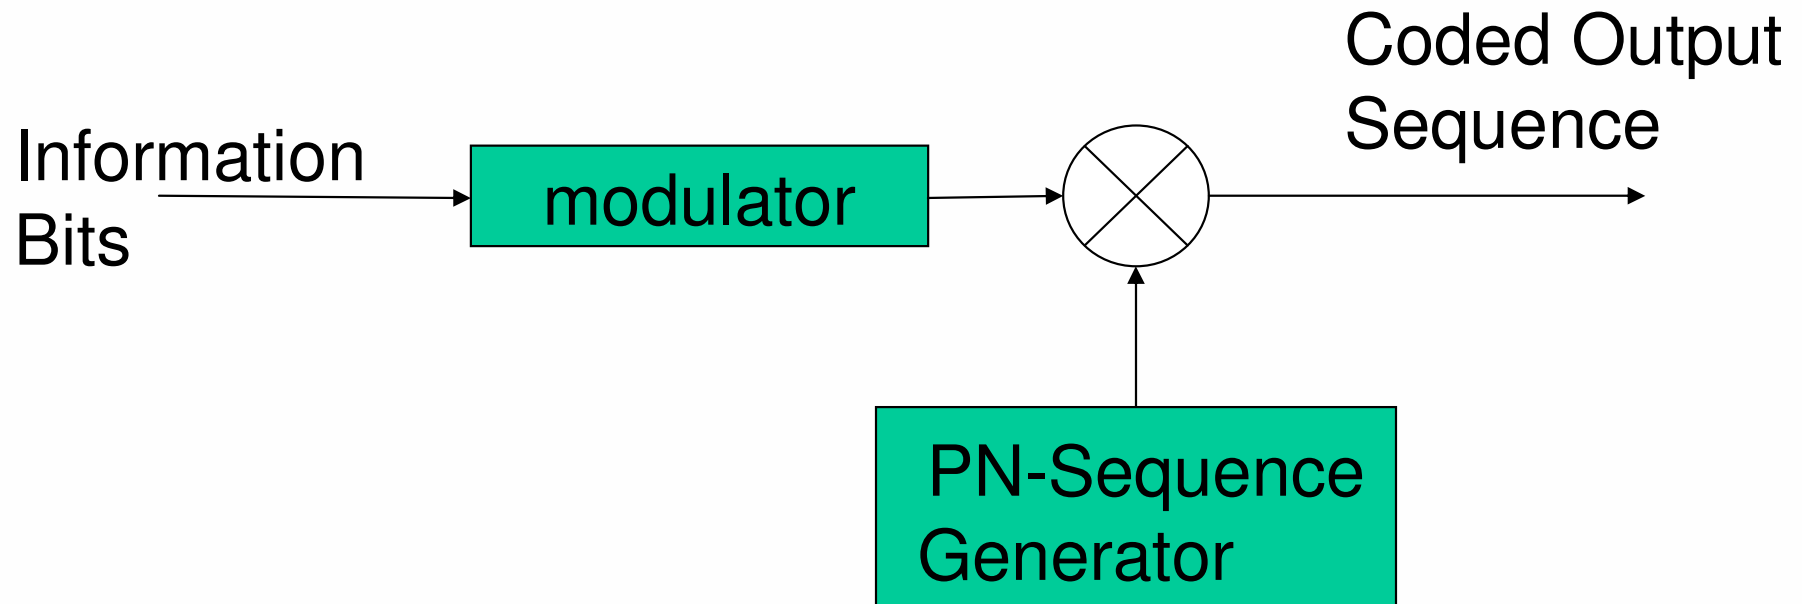 Information
Bits
modulator
Coded Output
Sequence
PN-Sequence
Generator